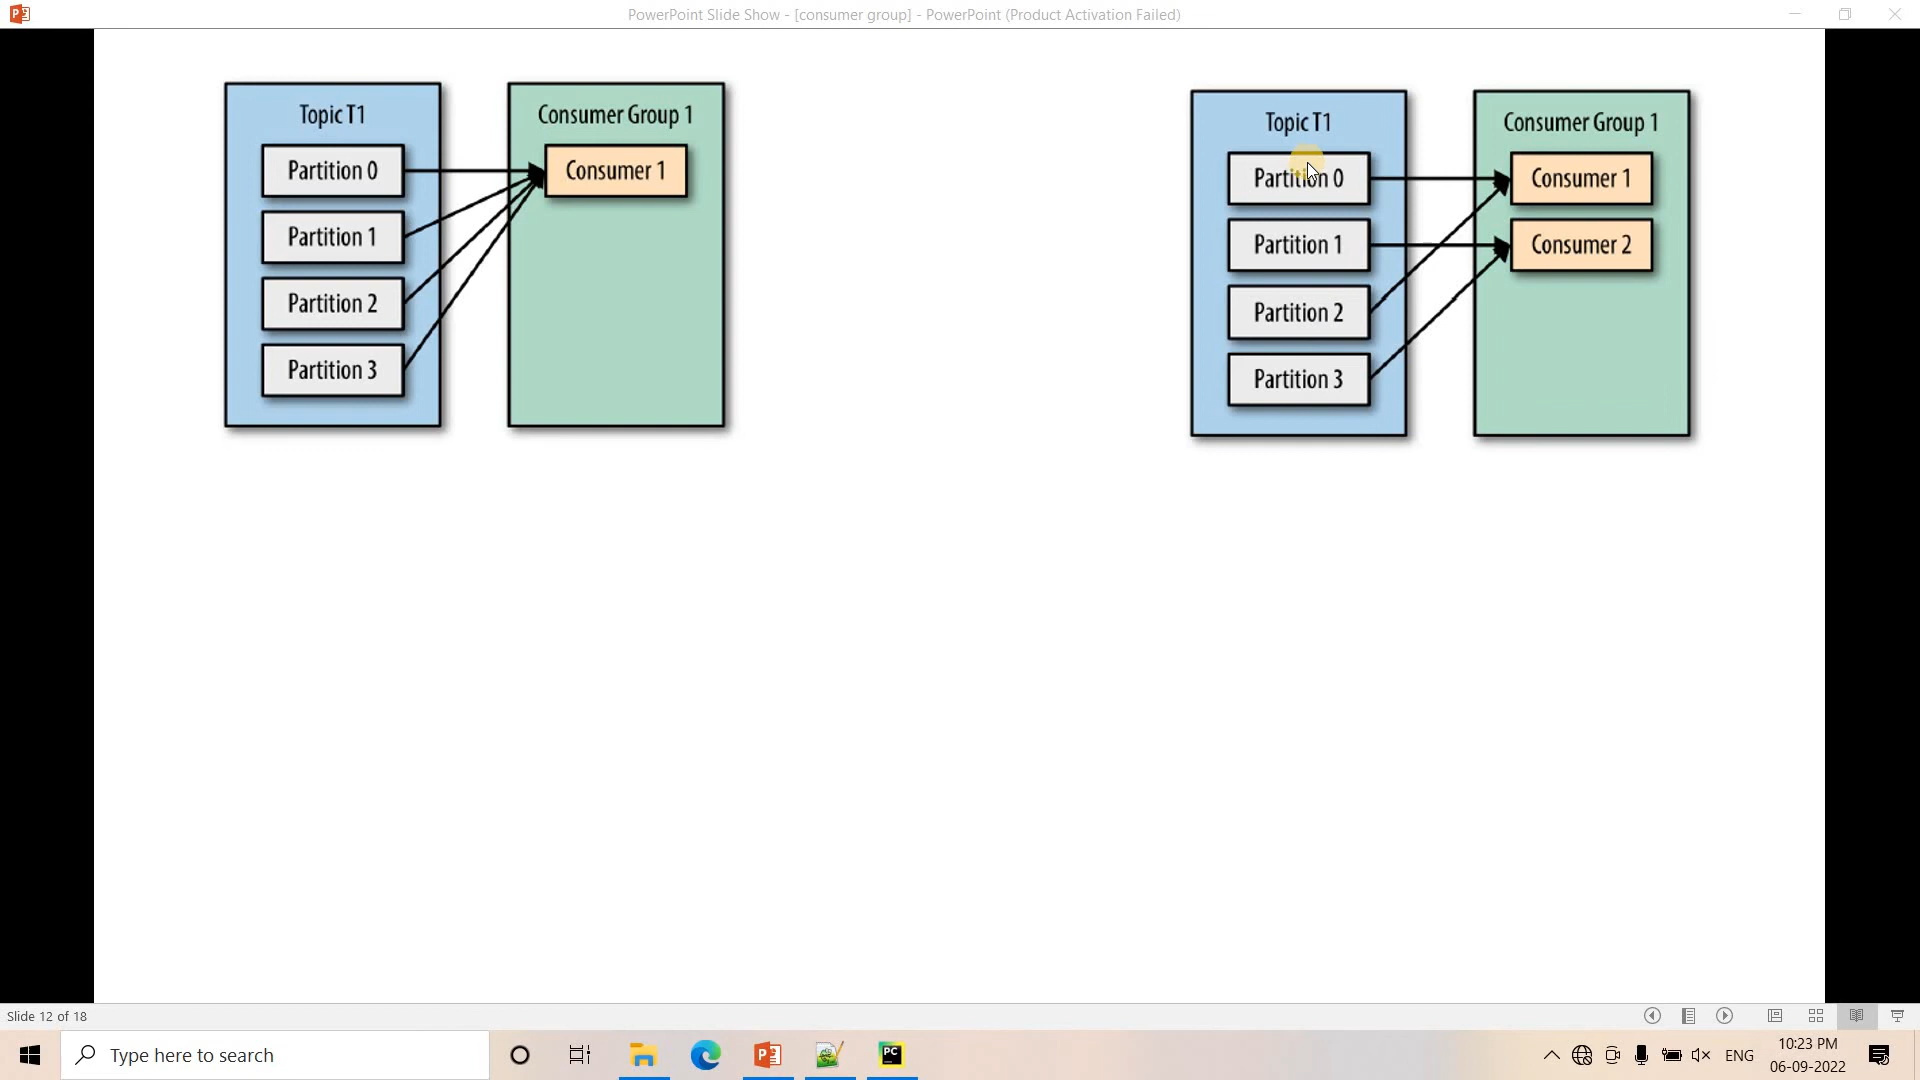 PowerPoint Slide Show - [consumer group] - PowerPoint (Product Activation Failed)
Topic T1
Partition 0
Partition 1
Partition 2
Partition 3
Consumer Group 1
Consumer 1
Topic T1
Partition 0
Partition 1
Partition 2
Partition 3
Consumer Group 1
Consumer 1
Consumer 2
Slide 12 of 18
Type here to search
PC
ENG
10:23 PM
06-09-2022